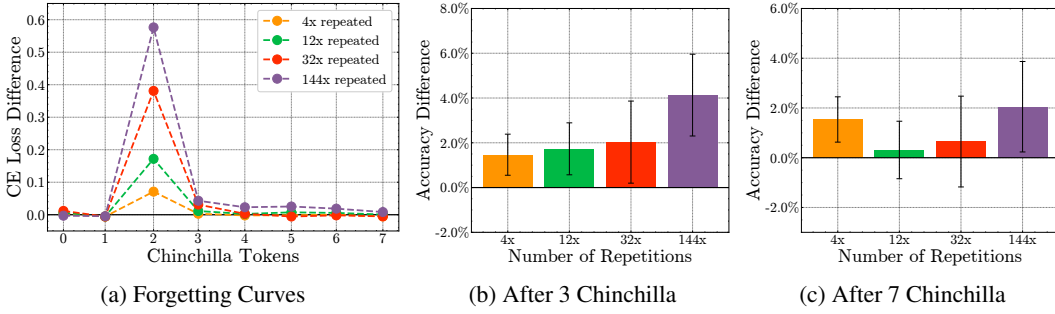 CE Loss Difference
0.6
0.5
0.4
0.3
0.2
0.1
0.0
0 1 2 3 4 5 6 7
Chinchilla Tokens
4x repeated
12x repeated
32x repeated
144x repeated
(a) Forgetting Curves
Accuracy Difference
8.0%
6.0%
4.0%
2.0%
0.0%
-2.0%
4x 12x 32x 144x
Number of Repetitions
(b) After 3 Chinchilla
Accuracy Difference
6.0%
4.0%
2.0%
0.0%
-2.0%
4x 12x 32x 144x
Number of Repetitions
(c) After 7 Chinchilla